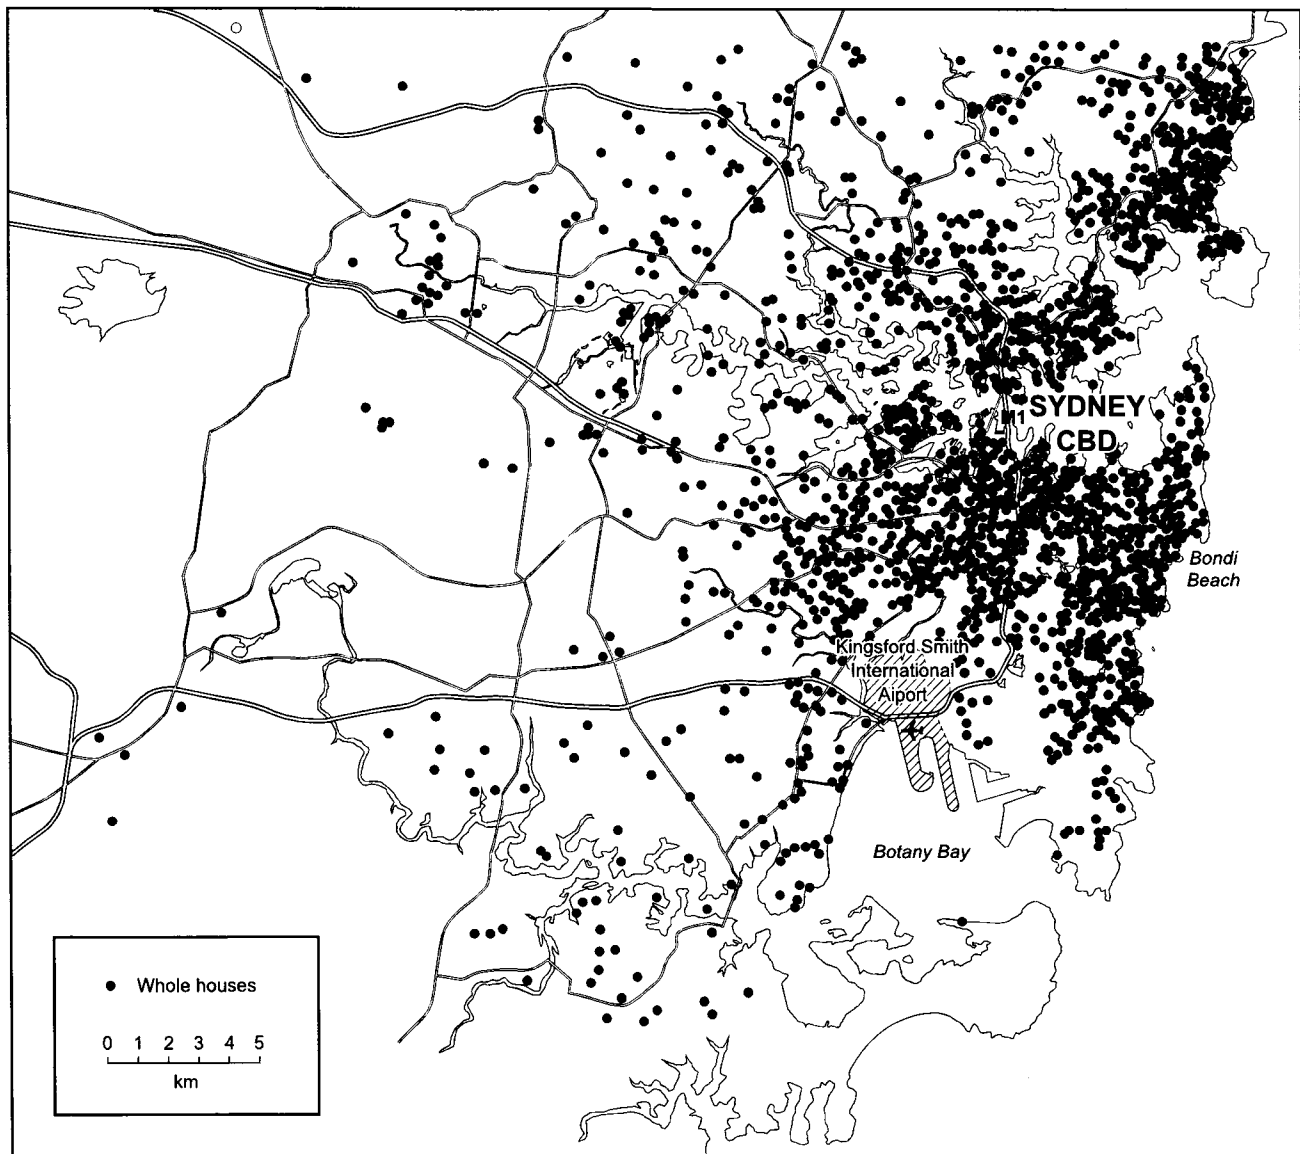 M1
SYDNEY
CBD
Bondi
Beach
Kingsford Smith
International
Aiport
Botany Bay
Whole houses
0 1 2 3 4 5
km